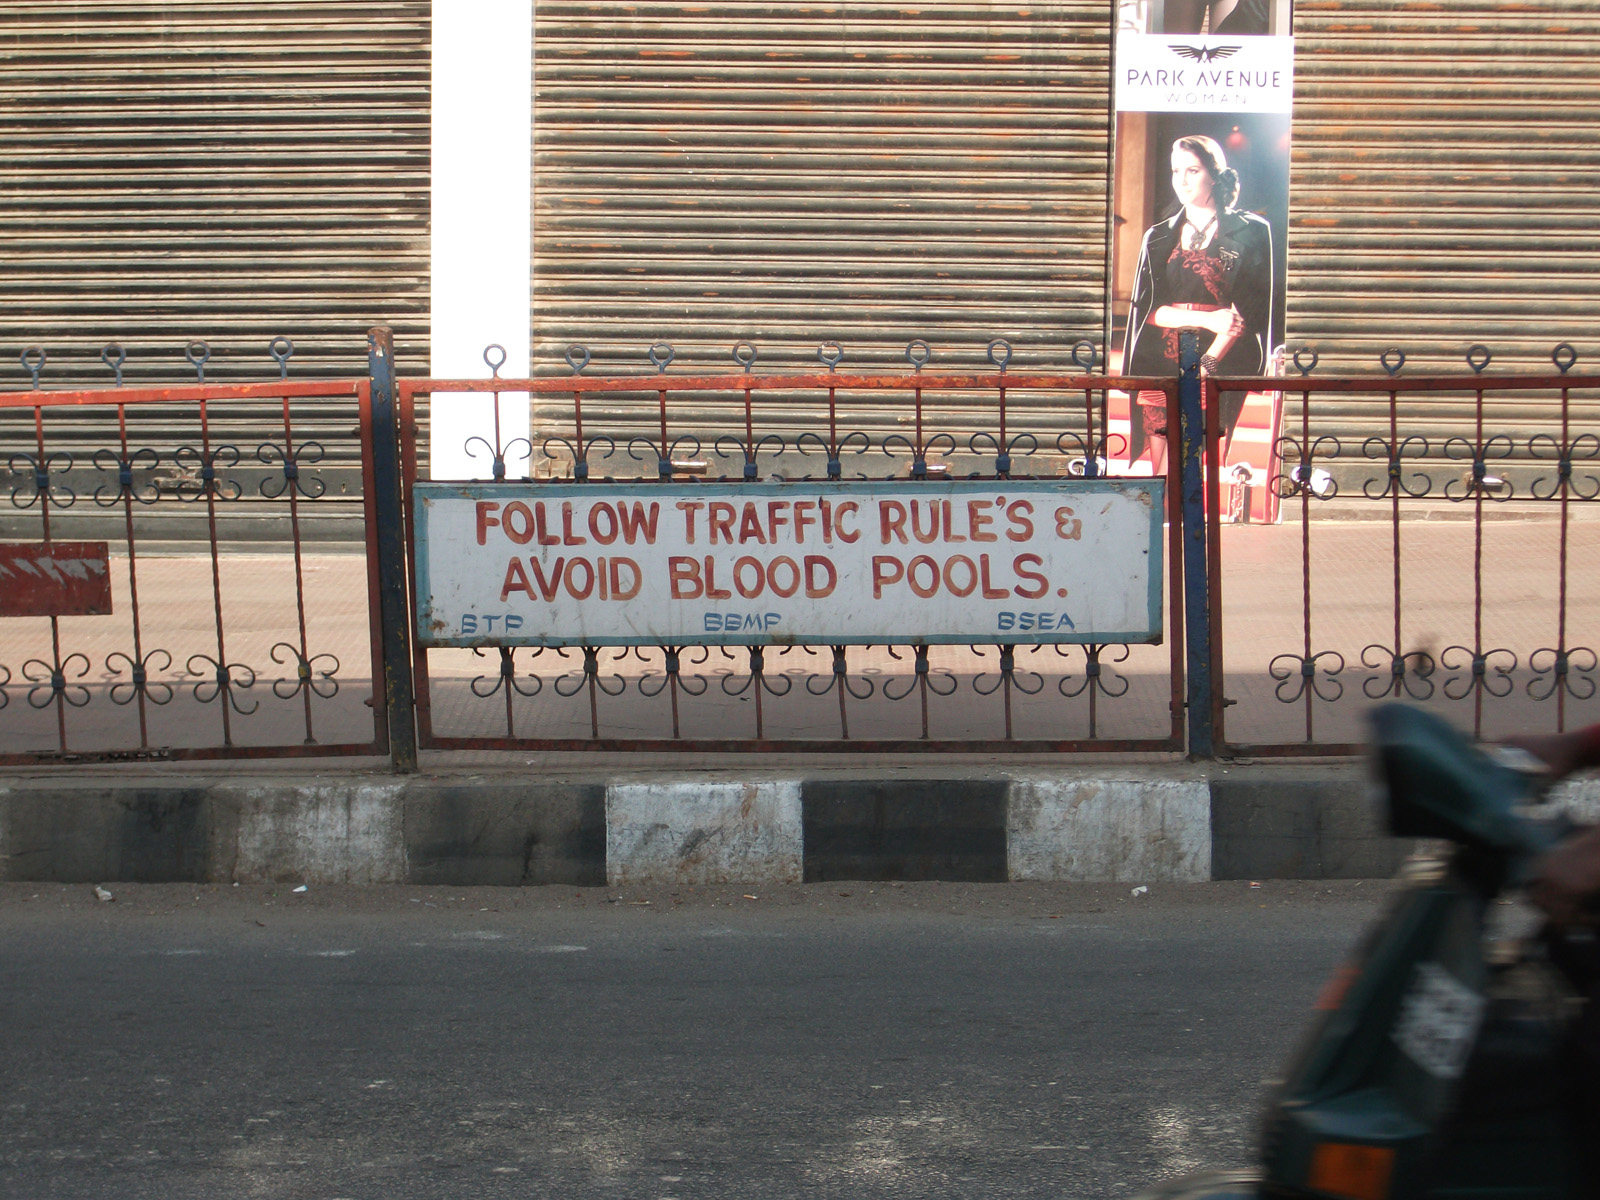 PARK AVENUE
WOMAN
FOLLOW TRAFFIC RULE'S &
AVOID BLOOD POOLS.
BTP BBMP BSEA